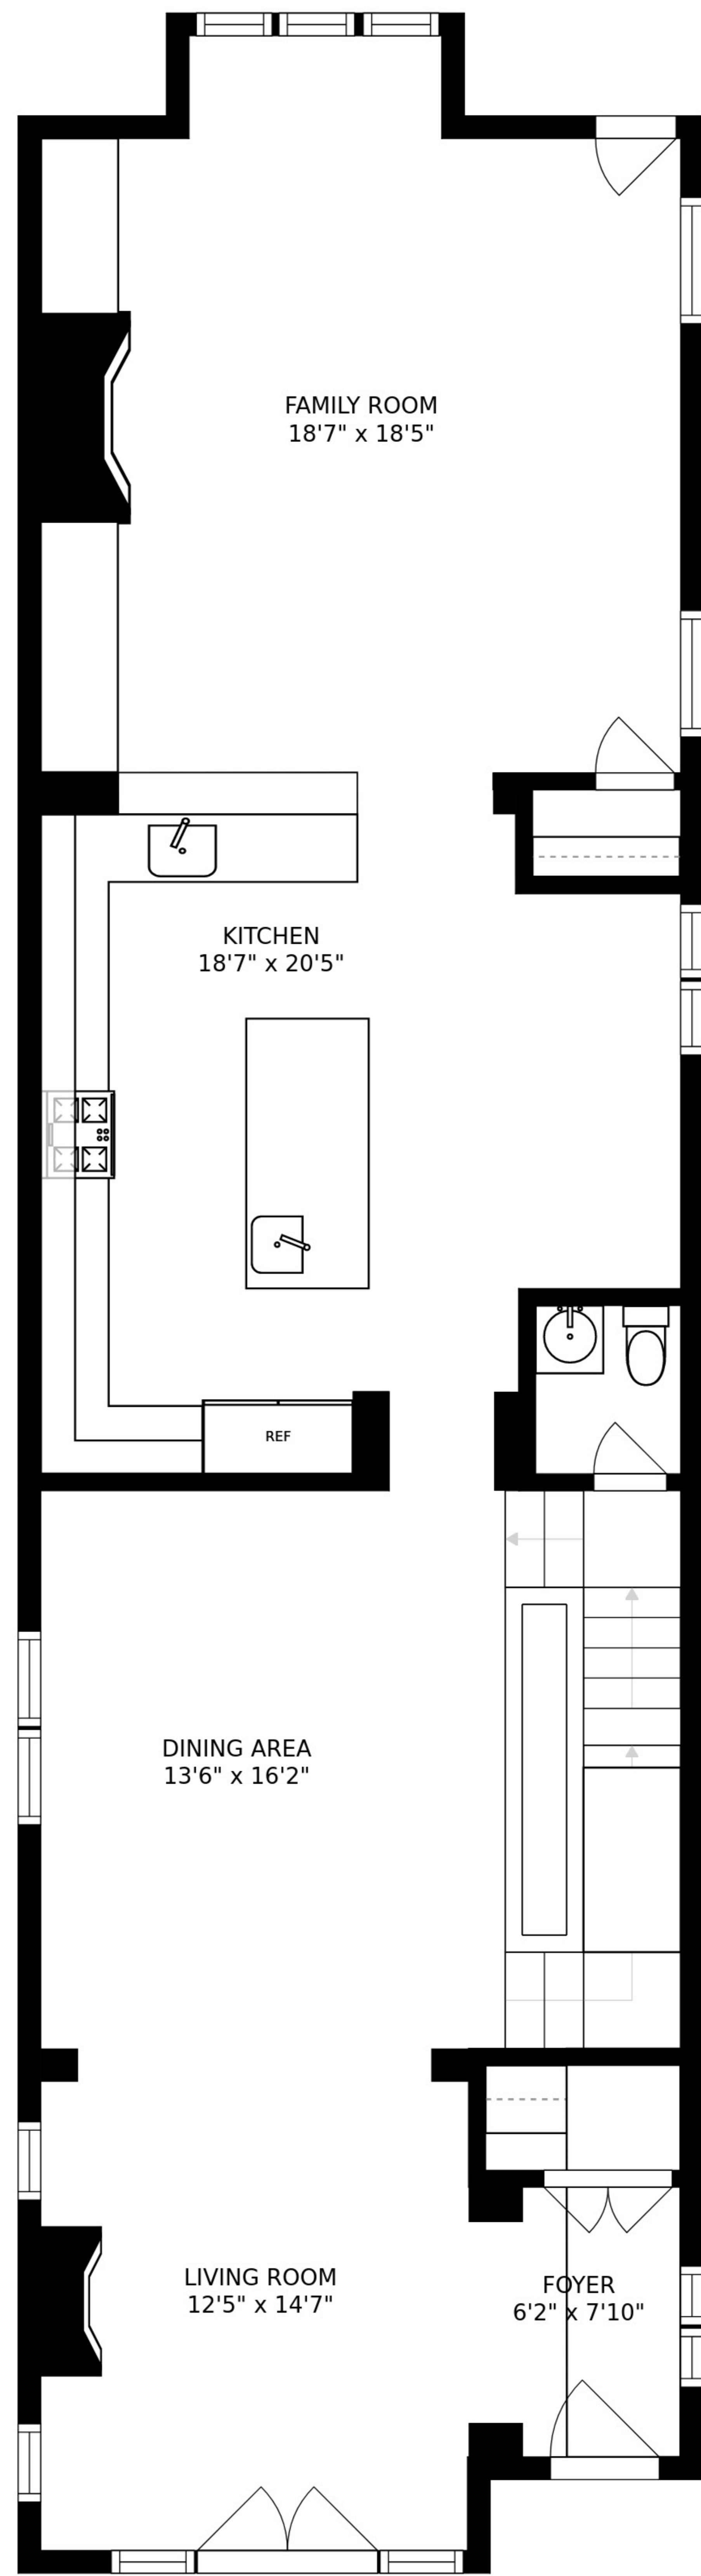 FAMILY ROOM
18'7" x 18'5"
KITCHEN
18'7" x 20'5"
REF
DINING AREA
13'6" x 16'2"
LIVING ROOM
12'5" x 14'7"
FOYER
6'2" x 7'10"